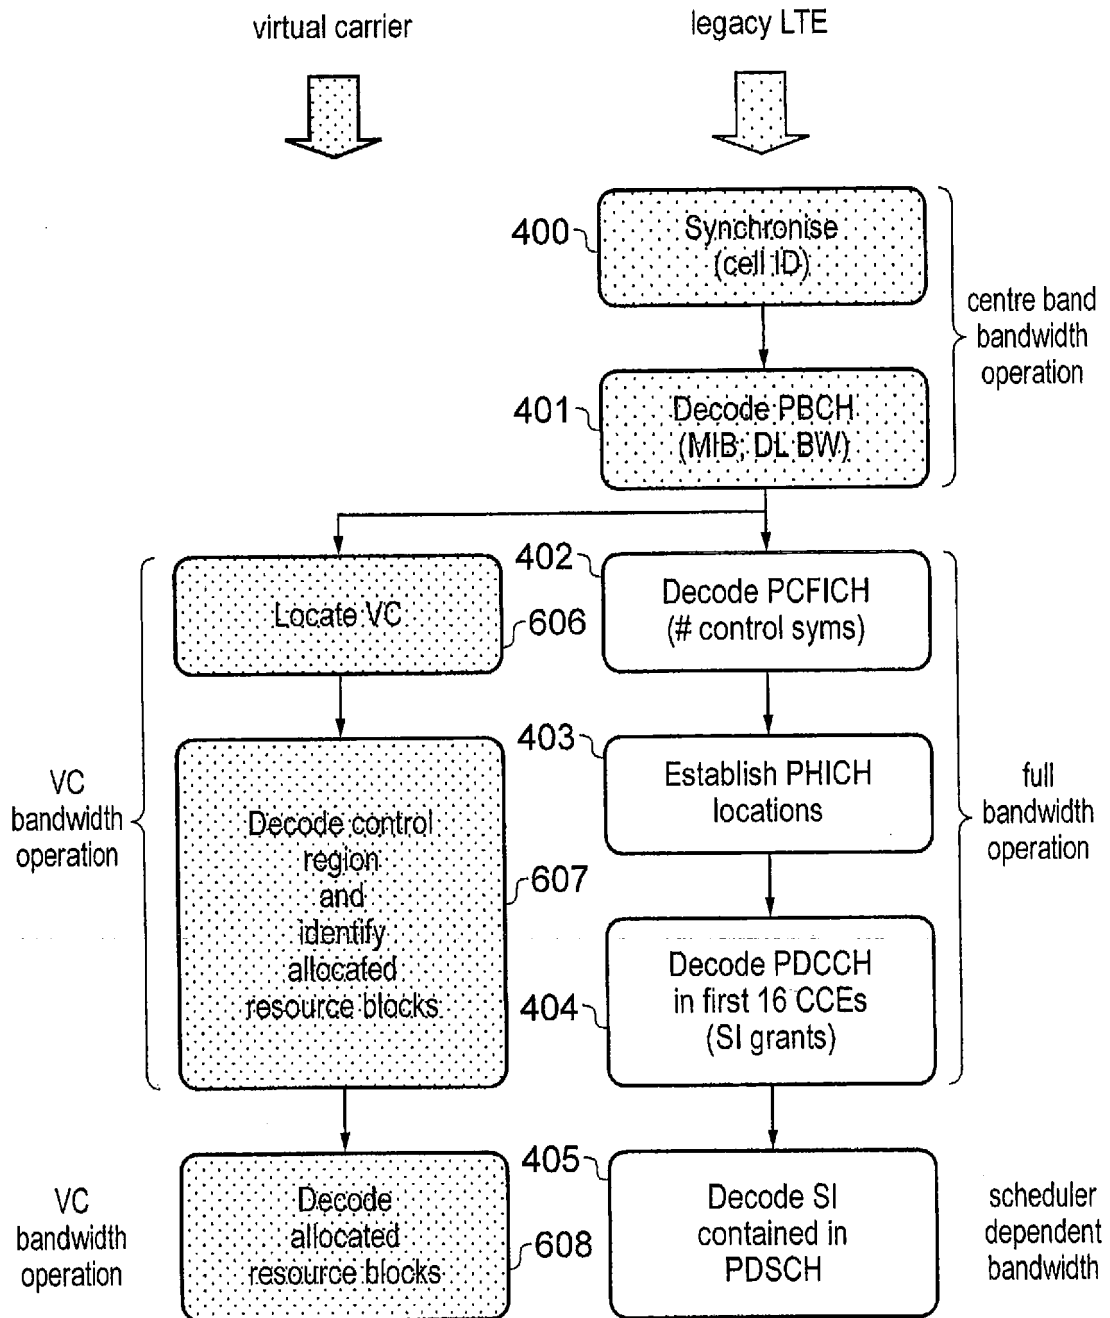 virtual carrier
legacy LTE
400
Synchronise
(cell ID)
centre band
bandwidth
operation
401
Decode PBCH
(MIB; DL BW)
Locate VC
606
402
Decode PCFICH
(# control syms)
VC
bandwidth
operation
Decode control
region
and
identify
allocated
resource blocks
607
403
Establish PHICH
locations
full
bandwidth
operation
404
Decode PDCCH
in first 16 CCEs
(SI grants)
VC
bandwidth
operation
Decode
allocated
resource blocks
608
405
Decode SI
contained in
PDSCH
scheduler
dependent
bandwidth